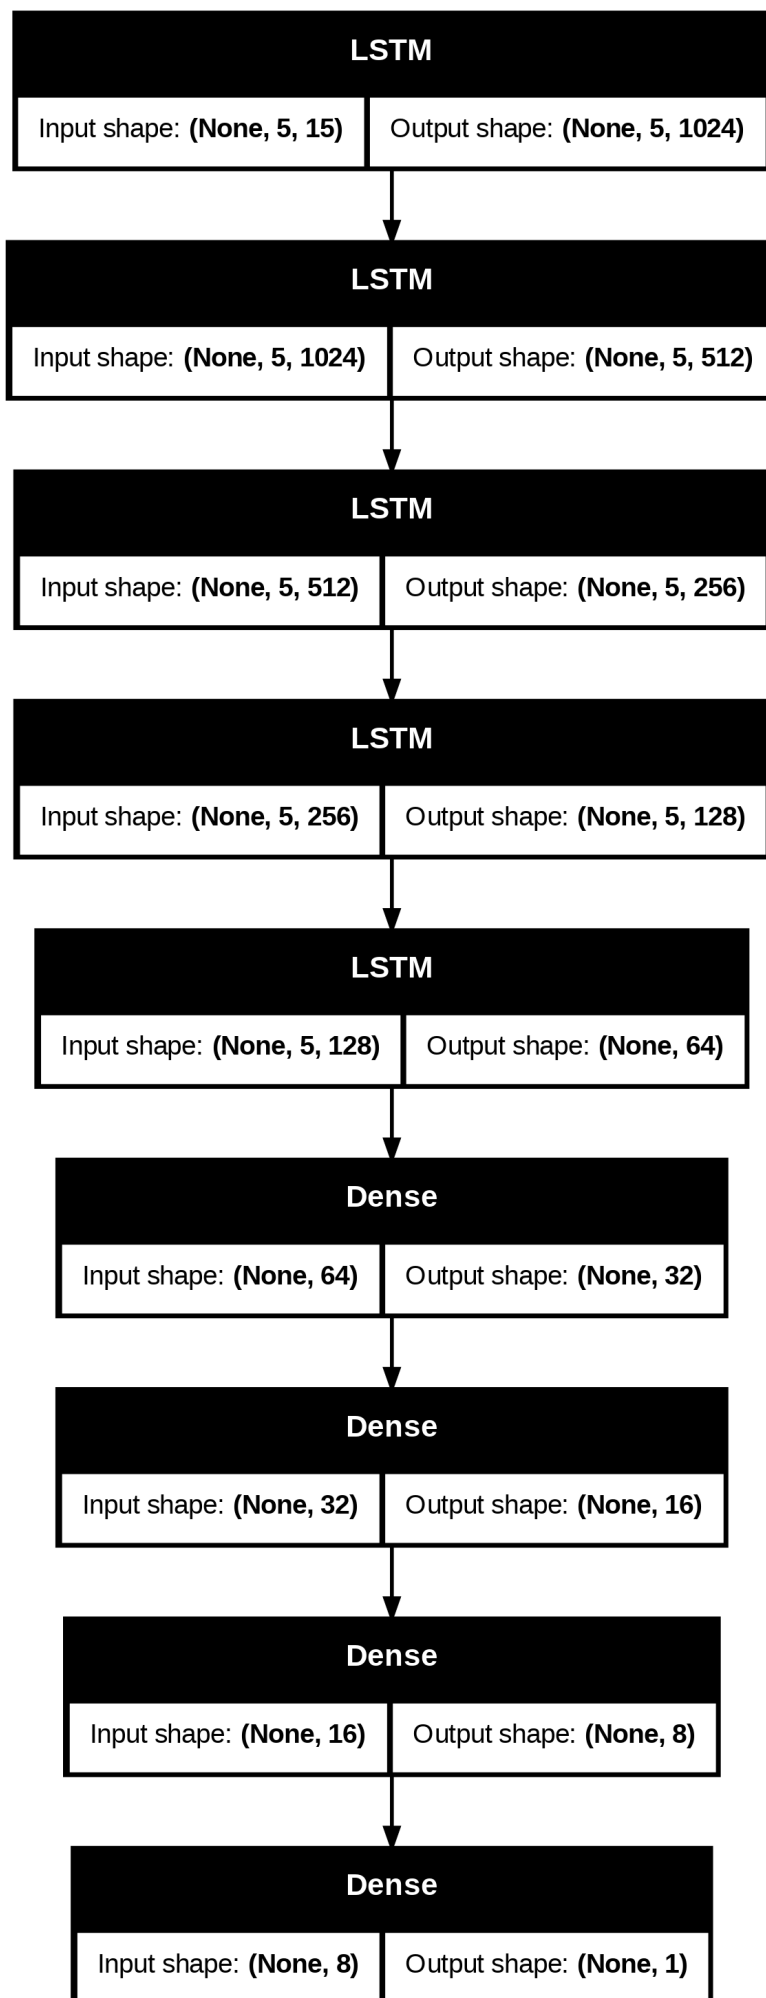 LSTM
Input shape: (None, 5, 15) Output shape: (None, 5, 1024)
LSTM
Input shape: (None, 5, 1024) Output shape: (None, 5, 512)
LSTM
Input shape: (None, 5, 512) Output shape: (None, 5, 256)
LSTM
Input shape: (None, 5, 256) Output shape: (None, 5, 128)
LSTM
Input shape: (None, 5, 128) Output shape: (None, 64)
Dense
Input shape: (None, 64) Output shape: (None, 32)
Dense
Input shape: (None, 32) Output shape: (None, 16)
Dense
Input shape: (None, 16) Output shape: (None, 8)
Dense
Input shape: (None, 8) Output shape: (None, 1)